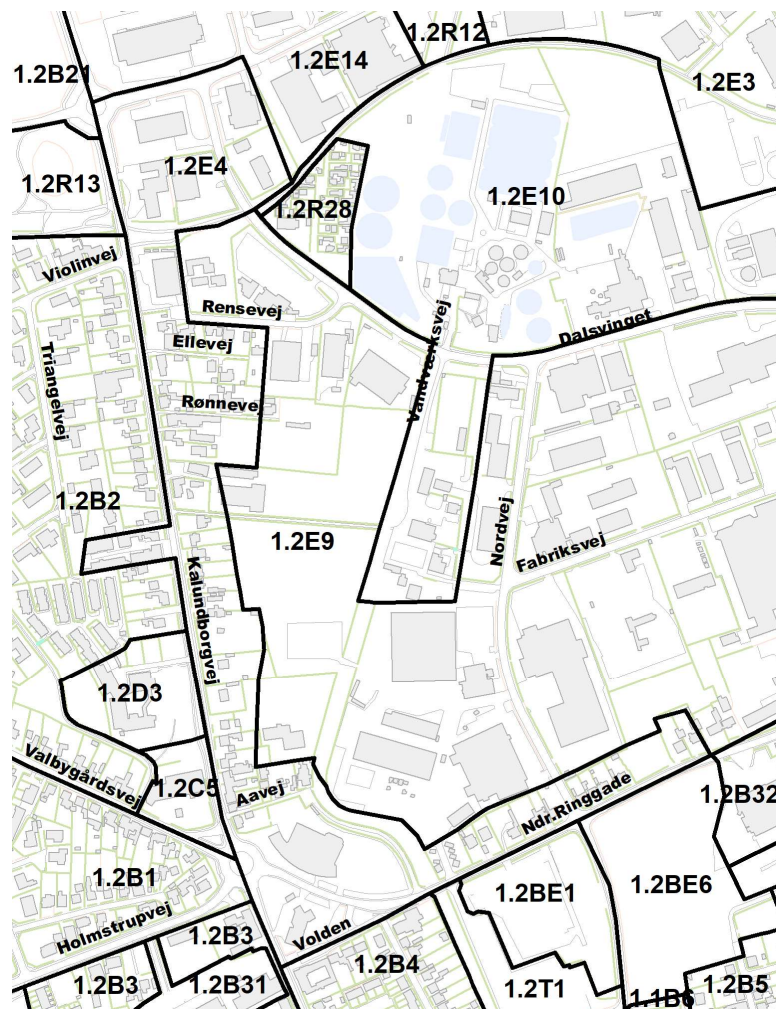 1.2R12
1.2E14
1.2B21
1.2E3
1.2E4
1.2R13
1.2E10
1.2R28
Violinvej
Rensevej
Dalsvinget
Ellevej
Vandværksvej
Triangelvej
Rønnevej
1.2B2
Nordvej
1.2E9
Fabriksvej
Kalundborgvej
1.2D3
Valbygårdsvej
1.2C5
Aavej
Ndr.Ringgade
1.2B32
1.2B1
1.2BE1
1.2BE6
Holmstrupvej
1.2B3
Volden
1.2B4
1.2B3
1.2B31
1.2T1
1.2B5
1.1B6